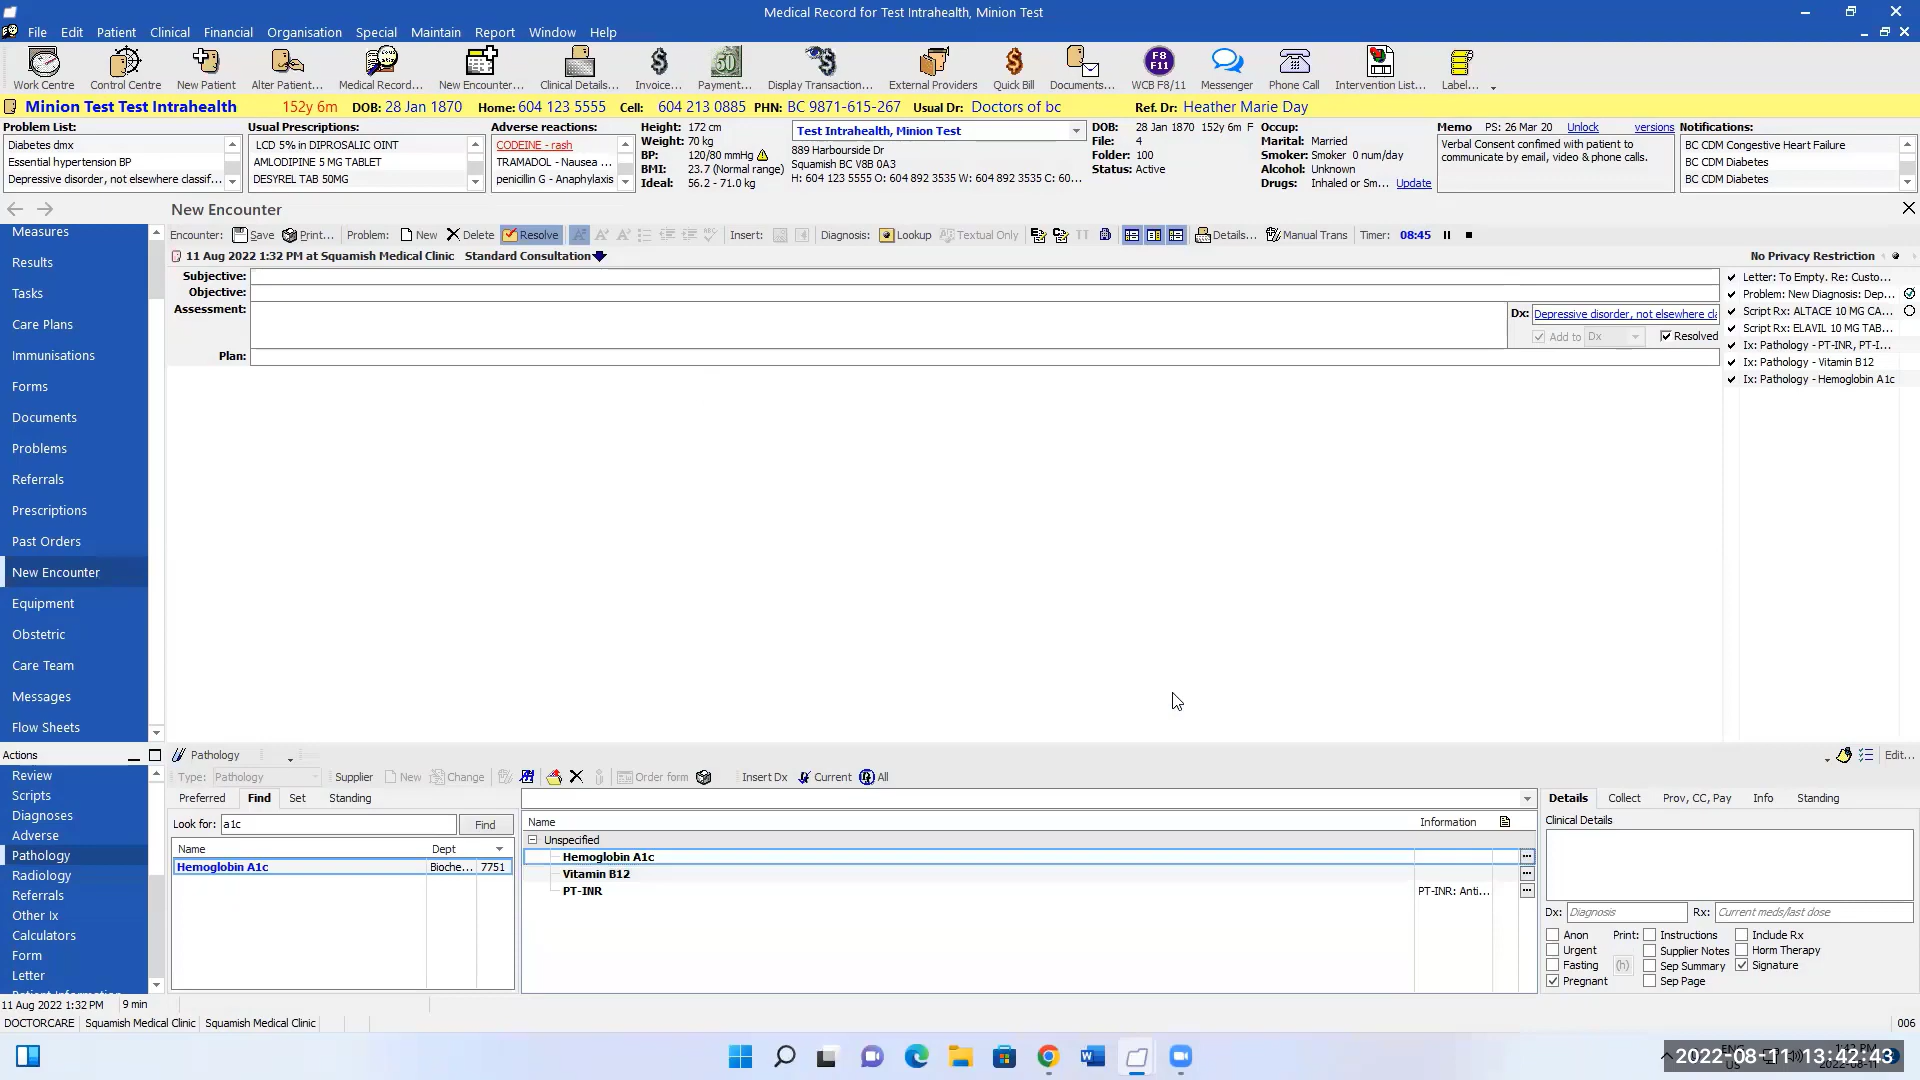 Medical Record for Test Intrahealth, Minion Test
File Edit Patient Clinical Financial Organisation Special Maintain Report Window Help
Work Centre Control Centre New Patient Alter Patient... Medical Record... New Encounter... Clinical Details... Invoice... Payment... Display Transaction... External Providers Quick Bill Documents... WCB F8/11 Messenger Phone Call Intervention List... Label...
Minion Test Test Intrahealth 152y 6m DOB: 28 Jan 1870 Home: 604 123 5555 Cell: 604 213 0885 PHN: BC 9871-615-267 Usual Dr: Doctors of bc Ref. Dr: Heather Marie Day
Problem List:
Diabetes dmx
Essential hypertension BP
Depressive disorder, not elsewhere classif...
Usual Prescriptions:
LCD 5% in DIPROSALIC OINT
AMLODIPINE 5 MG TABLET
DESYREL TAB 50MG
Adverse reactions:
CODEINE - rash
TRAMADOL - Nausea ...
penicillin G - Anaphylaxis
Height: 172 cm
Weight: 70 kg
BP: 120/80 mmHg
BMI: 23.7 (Normal range)
Ideal: 56.2 - 71.0 kg
Test Intrahealth, Minion Test
889 Harbourside Dr
Squamish BC V8B 0A3
H: 604 123 5555 O: 604 892 3535 W: 604 892 3535 C: 60...
DOB: 28 Jan 1870 152y 6m F
File: 4
Folder: 100
Status: Active
Occup:
Marital: Married
Smoker: Smoker 0 num/day
Alcohol: Unknown
Drugs: Inhaled or Sm... Update
Memo PS: 26 Mar 20 Unlock versions
Verbal Consent confimed with patient to
communicate by email, video & phone calls.
Notifications:
BC CDM Congestive Heart Failure
BC CDM Diabetes
BC CDM Diabetes
New Encounter
Encounter: Save Print... Problem: New Delete Resolve Insert: Diagnosis: Lookup Textual Only Details... Manual Trans Timer: 08:45
11 Aug 2022 1:32 PM at Squamish Medical Clinic Standard Consultation No Privacy Restriction
Subjective:
Objective:
Assessment:
Dx: Depressive disorder, not elsewhere cl
Add to Dx Resolved
Plan:
Letter: To Empty. Re: Custo...
Problem: New Diagnosis: Dep...
Script Rx: ALTACE 10 MG CA...
Script Rx: ELAVIL 10 MG TAB...
Ix: Pathology - PT-INR, PT-I...
Ix: Pathology - Vitamin B12
Ix: Pathology - Hemoglobin A1c
Measures
Results
Tasks
Care Plans
Immunisations
Forms
Documents
Problems
Referrals
Prescriptions
Past Orders
New Encounter
Equipment
Obstetric
Care Team
Messages
Flow Sheets
Actions
Review
Scripts
Diagnoses
Adverse
Pathology
Radiology
Referrals
Other Ix
Calculators
Form
Letter
Patient Information
Pathology Edit...
Type: Pathology Supplier New Change Order form Insert Dx Current All
Preferred Find Set Standing
Look for: a1c Find
Name Dept
Hemoglobin A1c Bioche... 7751
Name Information
Unspecified
Hemoglobin A1c
Vitamin B12
PT-INR PT-INR: Anti...
Details Collect Prov, CC, Pay Info Standing
Clinical Details
Dx: Diagnosis Rx: Current meds/last dose
Anon Print: Instructions Include Rx
Urgent Supplier Notes Horm Therapy
Fasting (h) Sep Summary Signature
Pregnant Sep Page
11 Aug 2022 1:32 PM 9 min
DOCTORCARE Squamish Medical Clinic Squamish Medical Clinic 006
2022-08-11 13:42:43